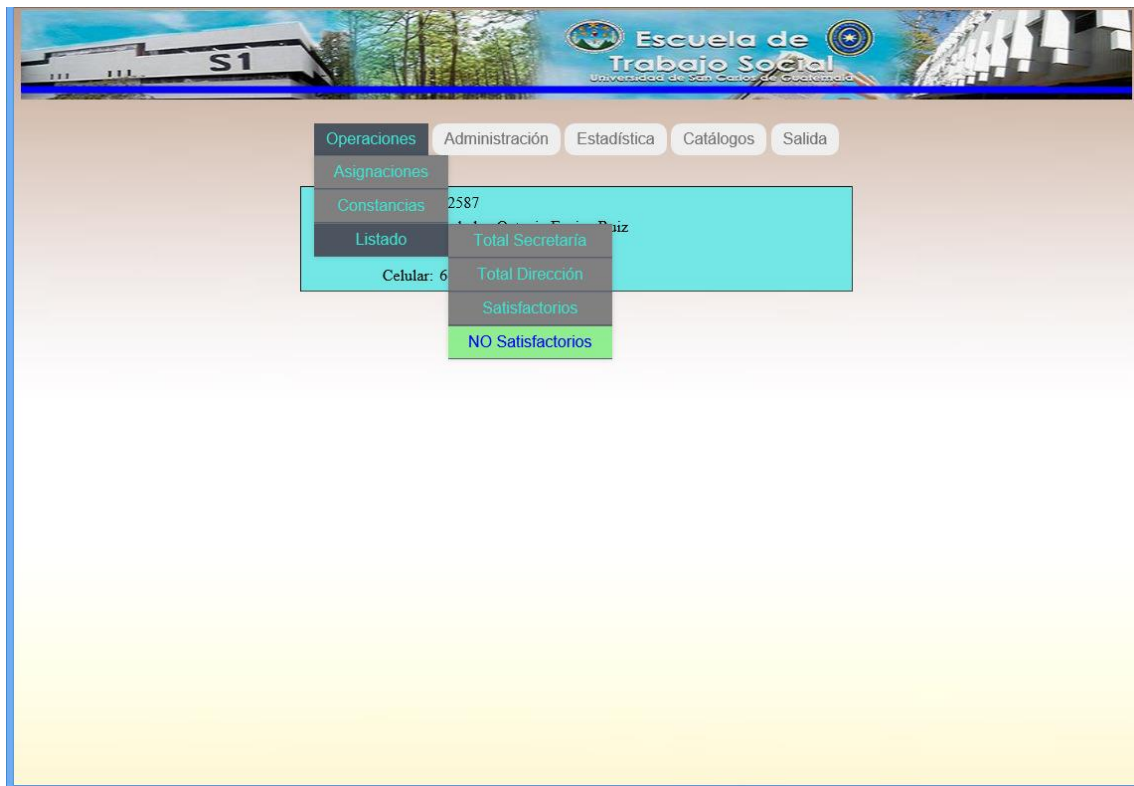 S1
Escuela de
Trabajo Social
Universidad de San Carlos de Guatemala
Operaciones Administración Estadística Catálogos Salida
Asignaciones
Constancias 2587
Ruiz
Listado Total Secretaría
Celular: 6 Total Dirección
Satisfactorios
NO Satisfactorios